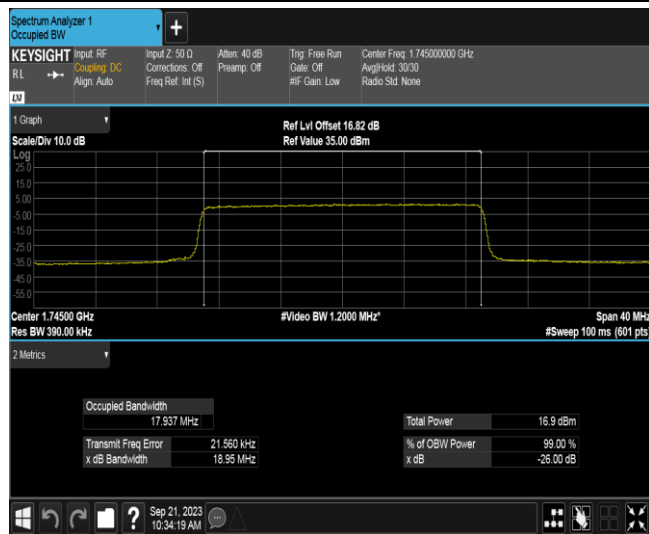 Spectrum Analyzer 1
Occupied BW
+
KEYSIGHT
RL
LXI
Input: RF
Coupling: DC
Align: Auto
Input Z: 50 Ω
Corrections: Off
Freq Ref: Int (S)
Atten: 40 dB
Preamp: Off
Trig: Free Run
Gate: Off
#IF Gain: Low
Center Freq: 1.745000000 GHz
Avg|Hold: 30/30
Radio Std: None
1 Graph
Scale/Div 10.0 dB
Ref Lvl Offset 16.82 dB
Ref Value 35.00 dBm
Log
25.0
15.0
5.00
-5.00
-15.0
-25.0
-35.0
-45.0
-55.0
Center 1.74500 GHz
Res BW 390.00 kHz
#Video BW 1.2000 MHz*
Span 40 MHz
#Sweep 100 ms (601 pts)
2 Metrics
Occupied Bandwidth
17.937 MHz
Transmit Freq Error 21.560 kHz
x dB Bandwidth 18.95 MHz
Total Power 16.9 dBm
% of OBW Power 99.00 %
x dB -26.00 dB
?
Sep 21, 2023
10:34:19 AM